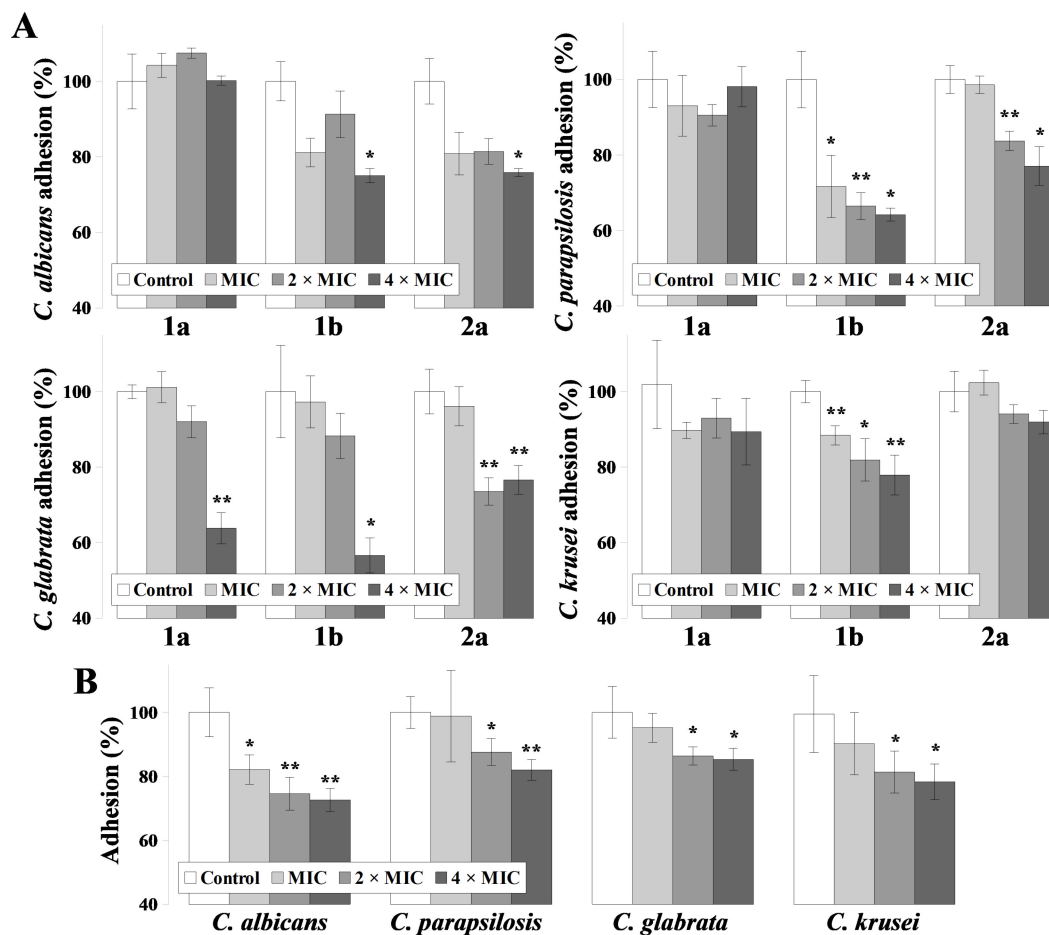 A
C. albicans adhesion (%)
100
80
60
40
*
*
Control MIC 2 × MIC 4 × MIC
1a 1b 2a
C. parapsilosis adhesion (%)
100
80
60
40
*
**
*
**
*
Control MIC 2 × MIC 4 × MIC
1a 1b 2a
C. glabrata adhesion (%)
100
80
60
40
**
*
**
**
Control MIC 2 × MIC 4 × MIC
1a 1b 2a
C. krusei adhesion (%)
100
80
60
40
**
*
**
Control MIC 2 × MIC 4 × MIC
1a 1b 2a
B
Adhesion (%)
100
80
60
40
*
**
**
*
**
*
*
*
*
Control MIC 2 × MIC 4 × MIC
C. albicans C. parapsilosis C. glabrata C. krusei